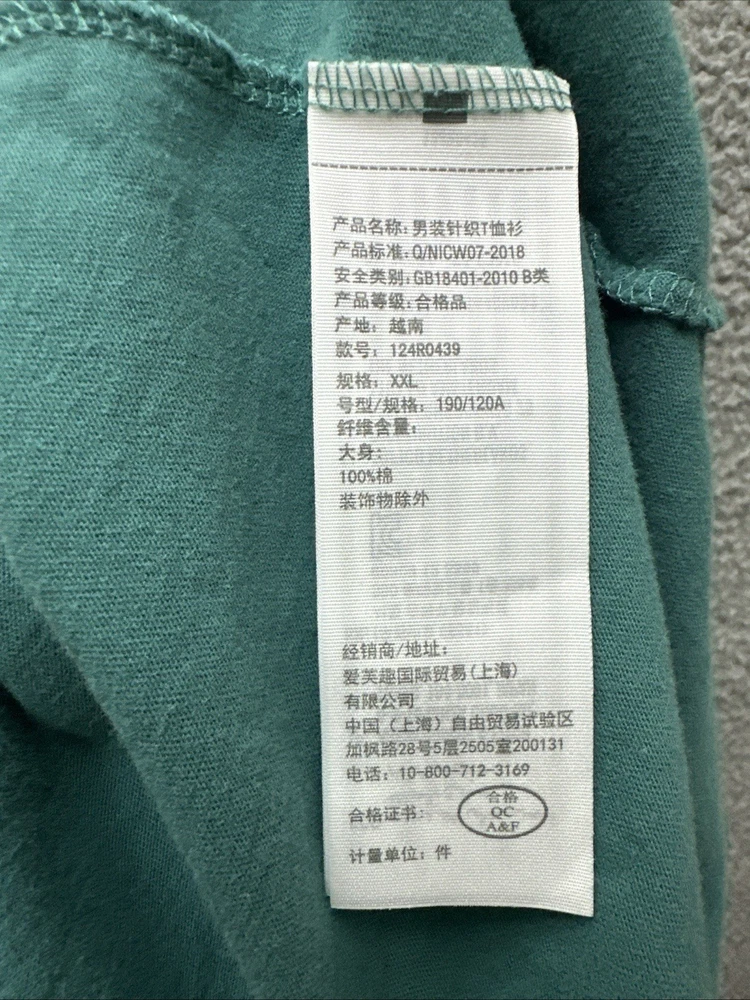 产品名称:男装针织T恤衫
产品标准:Q/NICW07-2018
安全类别:GB18401-2010 B类
产品等级:合格品
产地: 越南
款号: 124R0439
规格: XXL
号型/规格: 190/120A
纤维含量:
大身:
100%棉
装饰物除外
经销商/地址:
爱芙趣国际贸易(上海)
有限公司
中国 (上海) 自由贸易试验区
加枫路28号5层2505室200131
电话: 10-800-712-3169
合格证书:
合格
QC
A&F
计量单位: 件